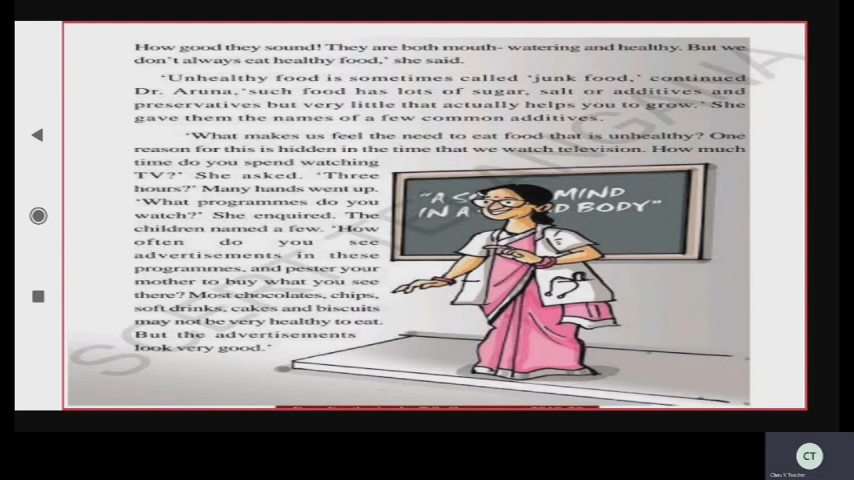 How good they sound! They are both mouth- watering and healthy. But we
don't always eat healthy food,' she said.
'Unhealthy food is sometimes called 'junk food,' continued
Dr. Aruna,'such food has lots of sugar, salt or additives and
preservatives but very little that actually helps you to grow.' She
gave them the names of a few common additives.
'What makes us feel the need to eat food that is unhealthy? One
reason for this is hidden in the time that we watch television. How much
time do you spend watching
TV?' She asked. 'Three
hours?' Many hands went up.
'What programmes do you
watch?' She enquired. The
children named a few. 'How
often do you see
advertisements in these
programmes, and pester your
mother to buy what you see
there? Most chocolates, chips,
soft drinks, cakes and biscuits
may not be very healthy to eat.
But the advertisements
look very good.'
"A MIND
IN A BODY"
SCERT TELANGANA
CT
Class V Teacher